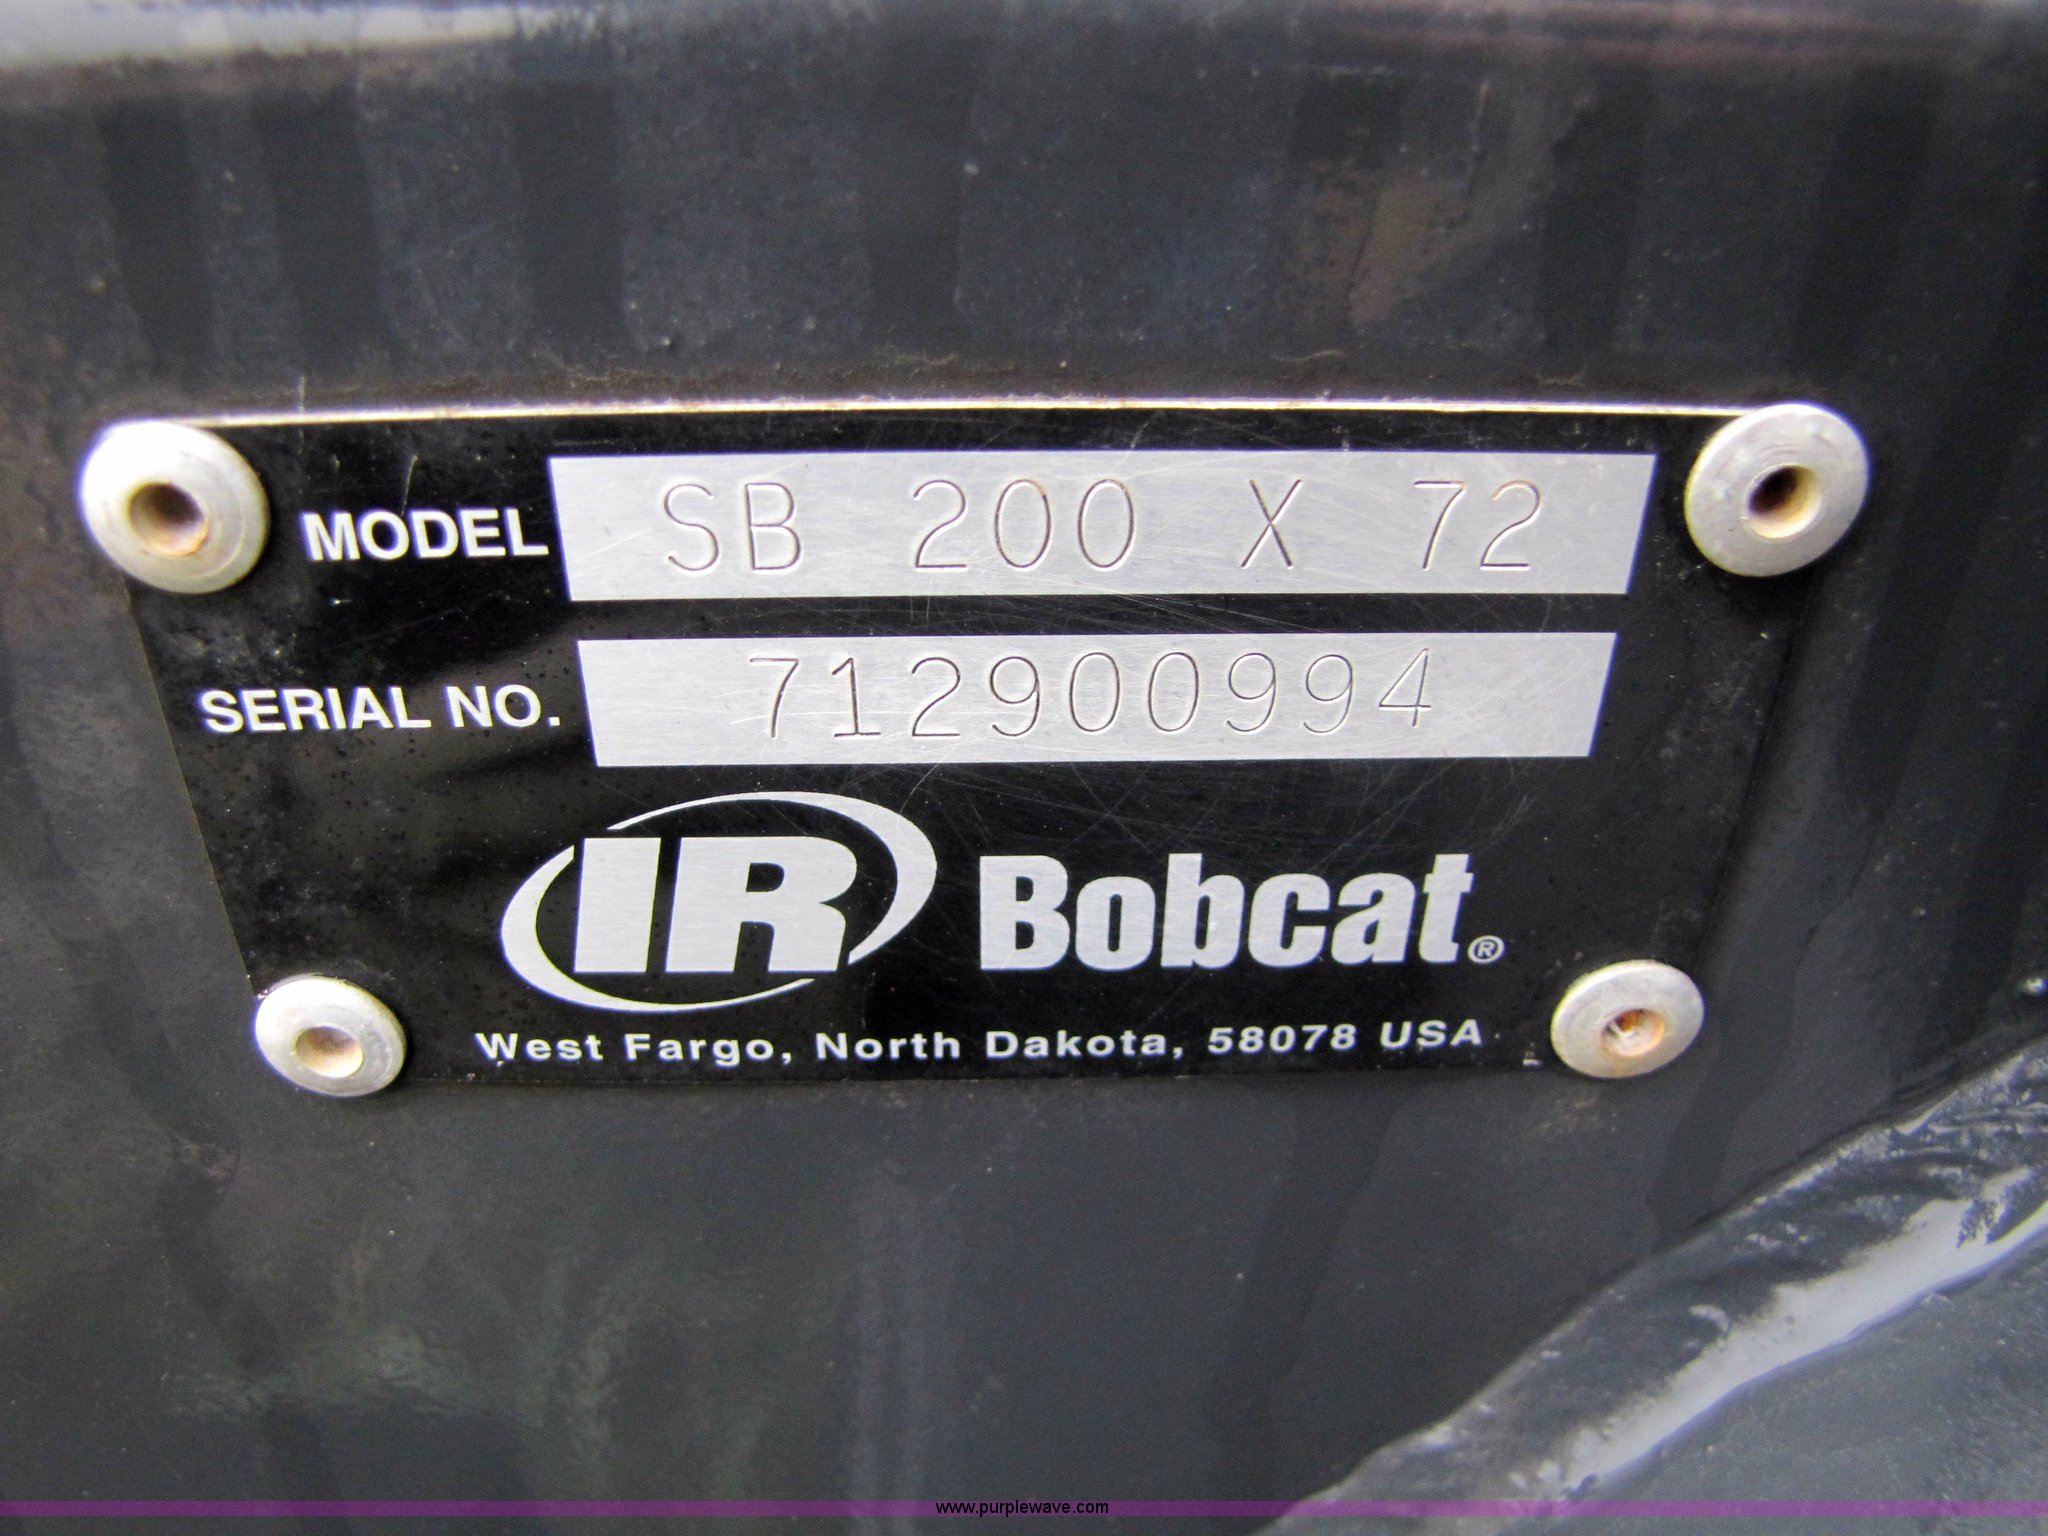 MODEL SB 200 X 72
SERIAL NO. 712900994
IR Bobcat®
West Fargo, North Dakota, 58078 USA
www.purplewave.com